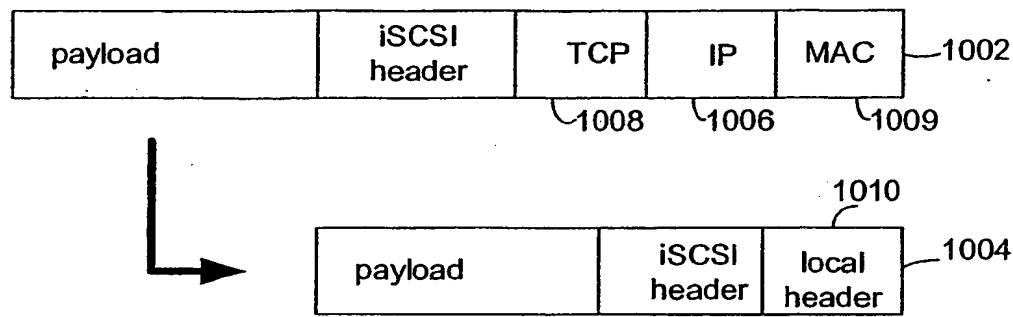 payload iSCSI header TCP IP MAC 1002
1008 1006 1009
1010
payload iSCSI header local header 1004